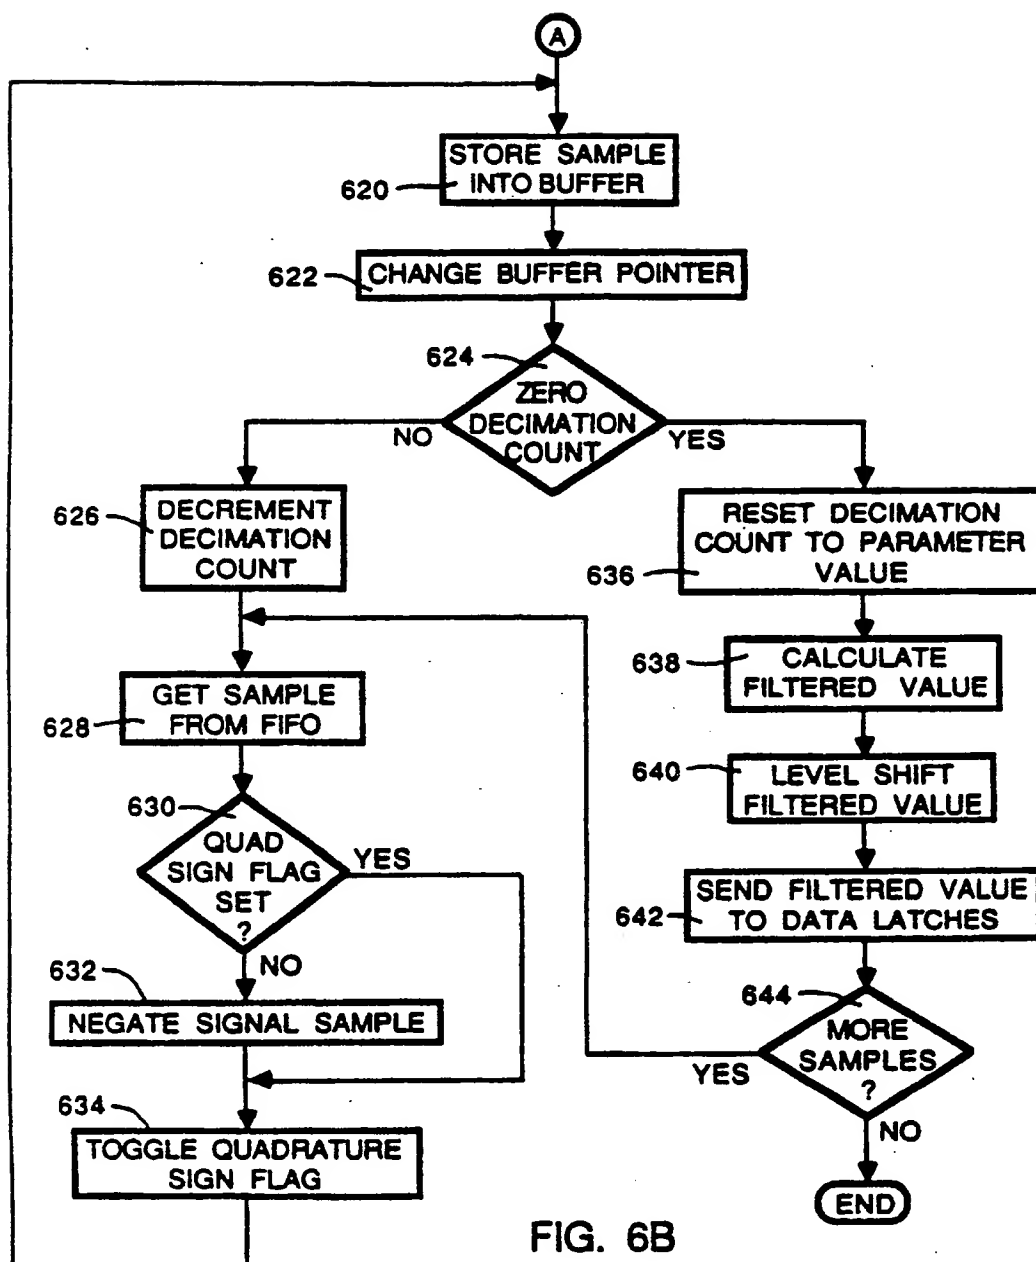 A
STORE SAMPLE
INTO BUFFER
620
CHANGE BUFFER POINTER
622
624
ZERO
DECIMATION
COUNT
NO
YES
626
DECREMENT
DECIMATION
COUNT
RESET DECIMATION
COUNT TO PARAMETER
VALUE
636
638
CALCULATE
FILTERED VALUE
GET SAMPLE
FROM FIFO
628
640
LEVEL SHIFT
FILTERED VALUE
630
QUAD
SIGN FLAG
SET
?
YES
NO
SEND FILTERED VALUE
TO DATA LATCHES
642
632
NEGATE SIGNAL SAMPLE
644
MORE
SAMPLES
?
YES
NO
634
TOGGLE QUADRATURE
SIGN FLAG
END
FIG. 6B